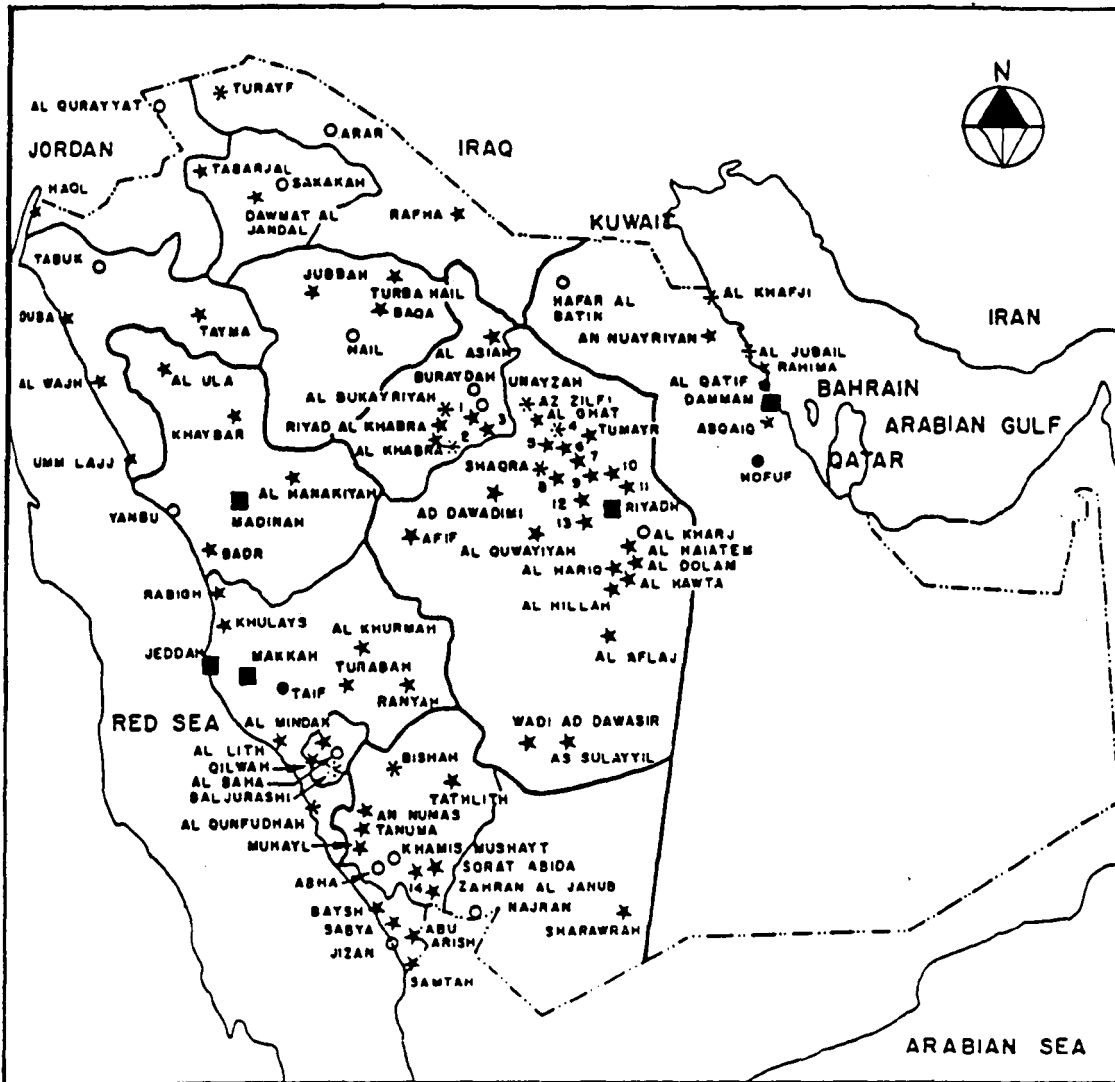 N
TURAYF
AL QURAYYAT
ARAR
JORDAN
IRAQ
TABARJAL
SAKAKAH
HAQL
DAWMAT AL
JANDAL
RAFHA
KUWAIT
TABUK
JUBBAH
TURBA HAIL
BAQA
HAFAR AL
BATIN
AL KHAFJI
IRAN
DUBA
TAYMA
HAIL
AL ASIAH
AN NUAYRIYAH
AL JUBAIL
RAHIMA
AL WAJH
AL ULA
BURAYDAH
UNAYZAH
AL QATIF
DAMMAM
BAHRAIN
AL BUKAYRIYAH
1
AZ ZILFI
AL GHAT
ARABIAN GULF
KHAYBAR
RIYAD AL KHABRA
3
4
TUMAYR
ABQAIQ
AL KHABRA
2
5
6
7
QATAR
UMM LAJJ
SHAQRA
8
9
10
11
HOFUF
AL HANAKIYAH
MADINAH
AD DAWADIMI
12
RIYADH
YANBU
13
AFIF
AL QUWAYIYAH
AL KHARJ
AL HAIATEM
BADR
AL HARIQ
AL DOLAM
AL HAWTA
RABIGH
AL HILLAH
KHULAYS
AL KHURMAH
AL AFLAJ
JEDDAH
MAKKAH
TURABAH
TAIF
RANYAH
RED SEA
AL MINDAK
WADI AD DAWASIR
AS SULAYYIL
AL LITH
QILWAH
AL BAHA
BALJURASHI
BISHAH
TATHLITH
AL QUNFUDHAH
AN NUMAS
TANUMA
MUHAYL
KHAMIS MUSHAYT
SORAT ABIDA
ABHA
14
ZAHRAN AL JANUB
NAJRAN
BAYSH
SABYA
ABU
ARISH
SHARAWRAH
JIZAN
SAMTAH
ARABIAN SEA